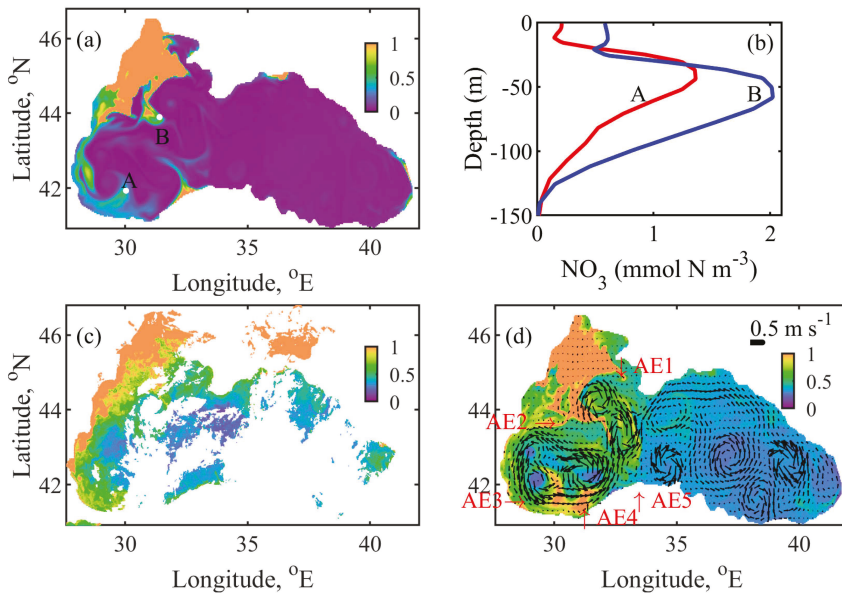 (a)
46
44
42
30
35
40
Latitude, °N
Longitude, °E
1
0.5
0
A
B
(b)
0
-50
-100
-150
0
1
2
Depth (m)
NO₃ (mmol N m⁻³)
A
B
(c)
46
44
42
30
35
40
Latitude, °N
Longitude, °E
1
0.5
0
(d)
0.5 m s⁻¹
46
44
42
30
35
40
Longitude, °E
1
0.5
0
AE1
AE2→
AE3→
↑ AE4
↑ AE5